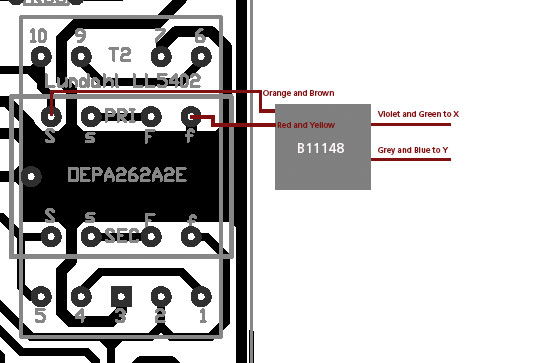 10 9 7 6
T2
Lundahl LL5402
Orange and Brown
PRI
Violet and Green to X
Red and Yellow
S s F f
B11148
Grey and Blue to Y
DEPA262A2E
S s F f
SEC
5 4 3 2 1